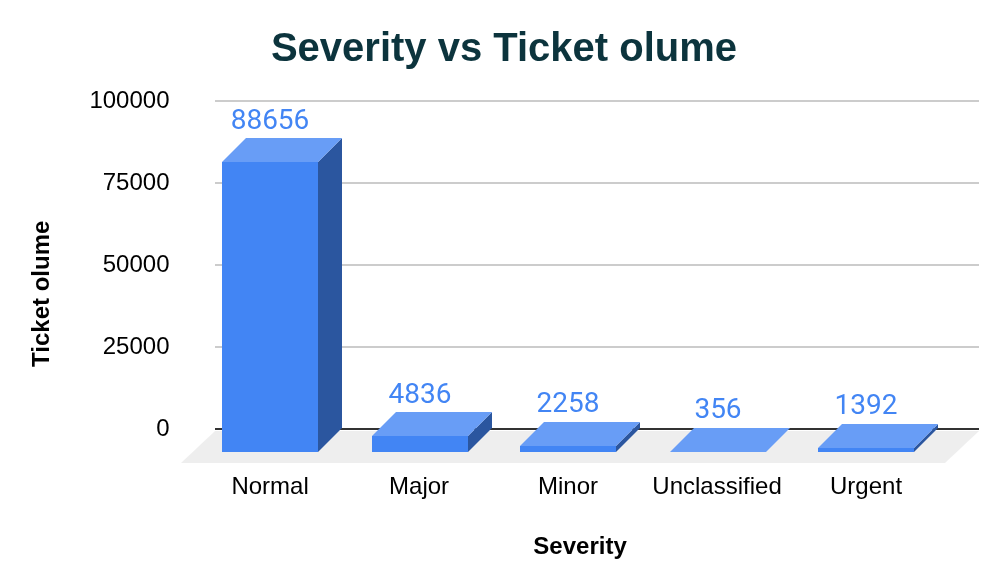 Severity vs Ticket olume
100000
75000
50000
25000
0
Ticket olume
88656
4836
2258
356
1392
Normal
Major
Minor
Unclassified
Urgent
Severity